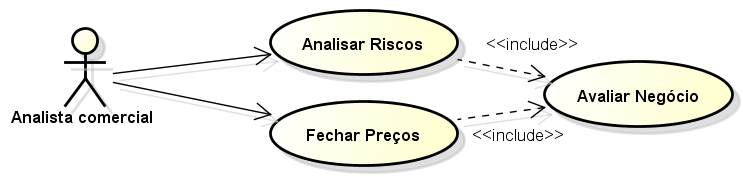 Analisar Riscos
<<include>>
Avaliar Negócio
Analista comercial
Fechar Preços
<<include>>